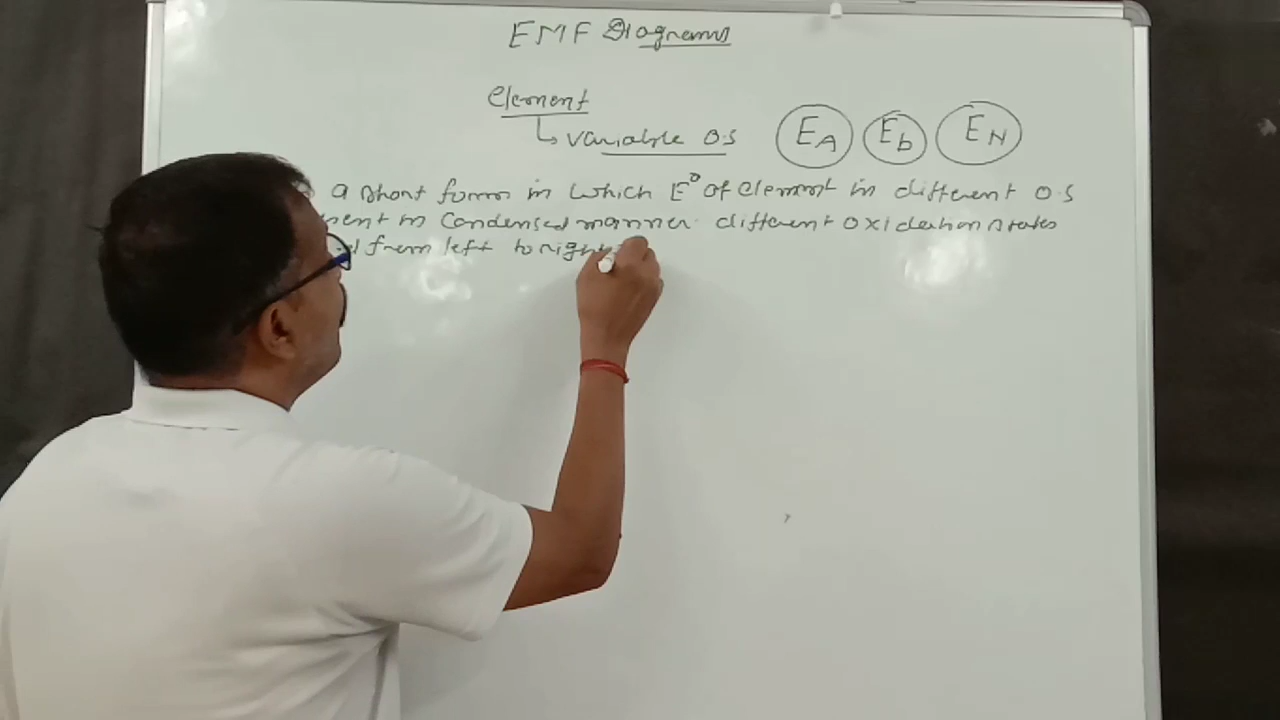 EMF Diagrams
Element
Variable O.S EA Eb EN
a short form in which E° of element in different O.S
in Condensed manner. different oxidation states
from left to right